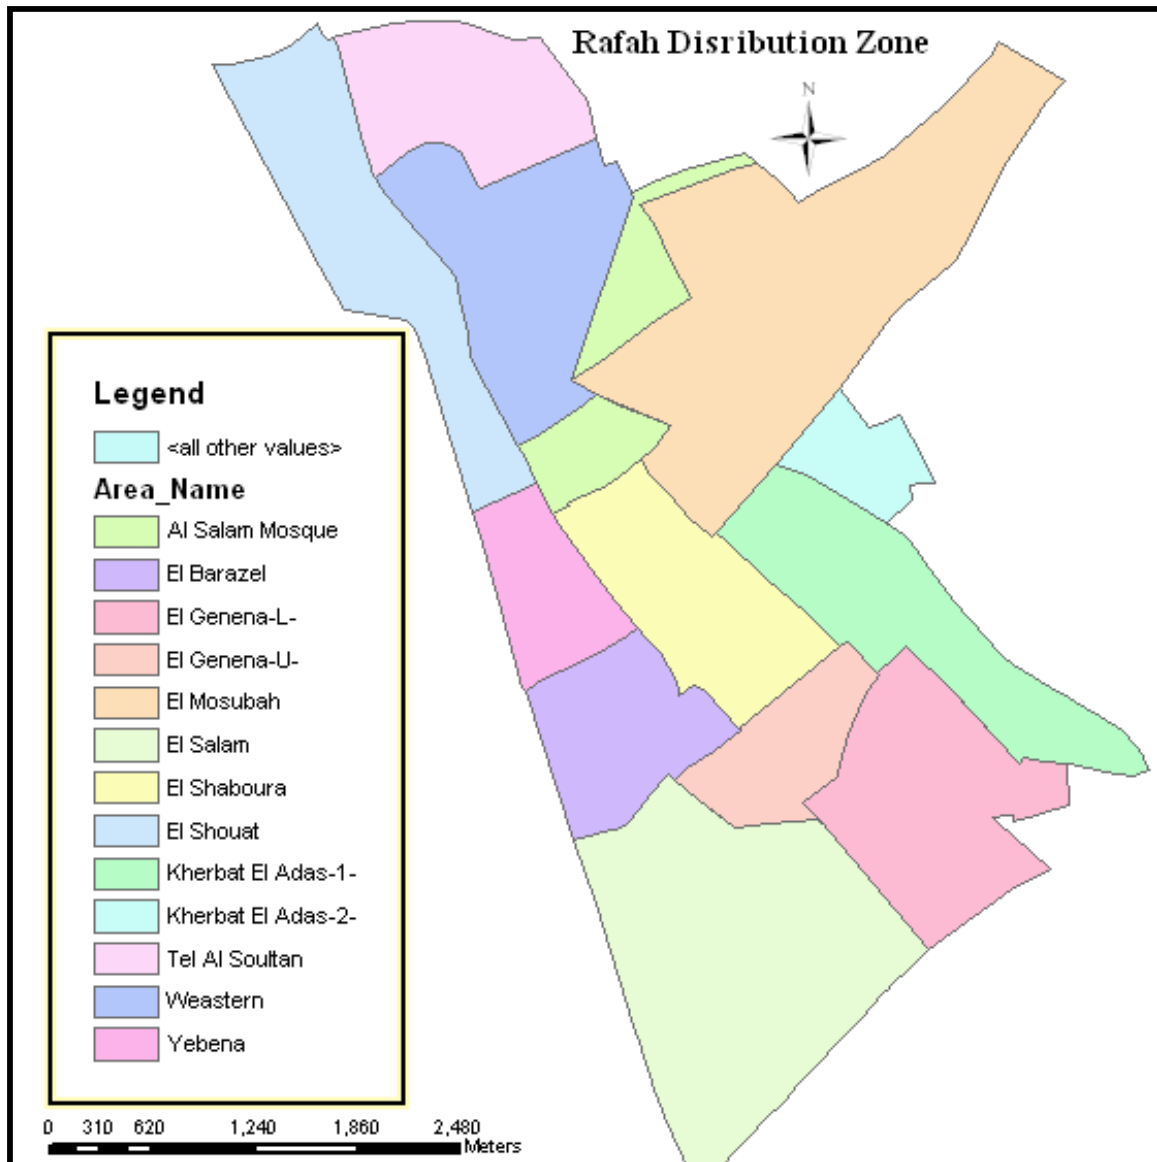 Rafah Disribution Zone
N
Legend
<all other values>
Area_Name
Al Salam Mosque
El Barazel
El Genena-L-
El Genena-U-
El Mosubah
El Salam
El Shaboura
El Shouat
Kherbat El Adas-1-
Kherbat El Adas-2-
Tel Al Soultan
Weastern
Yebena
0 310 620 1,240 1,860 2,480
Meters